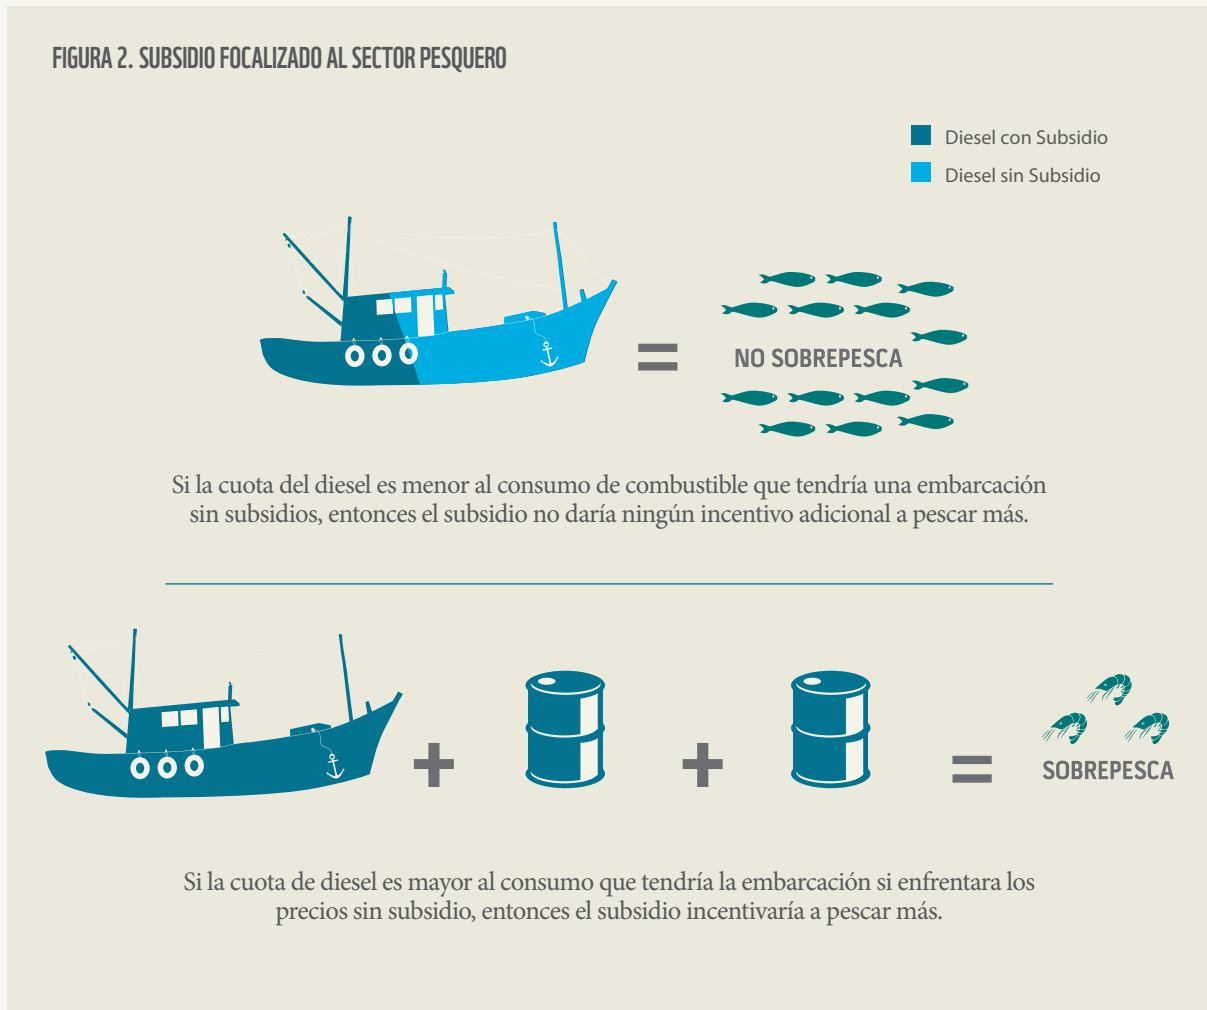 FIGURA 2. SUBSIDIO FOCALIZADO AL SECTOR PESQUERO
Diesel con Subsidio
Diesel sin Subsidio
NO SOBREPESCA
Si la cuota del diesel es menor al consumo de combustible que tendría una embarcación
sin subsidios, entonces el subsidio no daría ningún incentivo adicional a pescar más.
SOBREPESCA
Si la cuota de diesel es mayor al consumo que tendría la embarcación si enfrentara los
precios sin subsidio, entonces el subsidio incentivaría a pescar más.